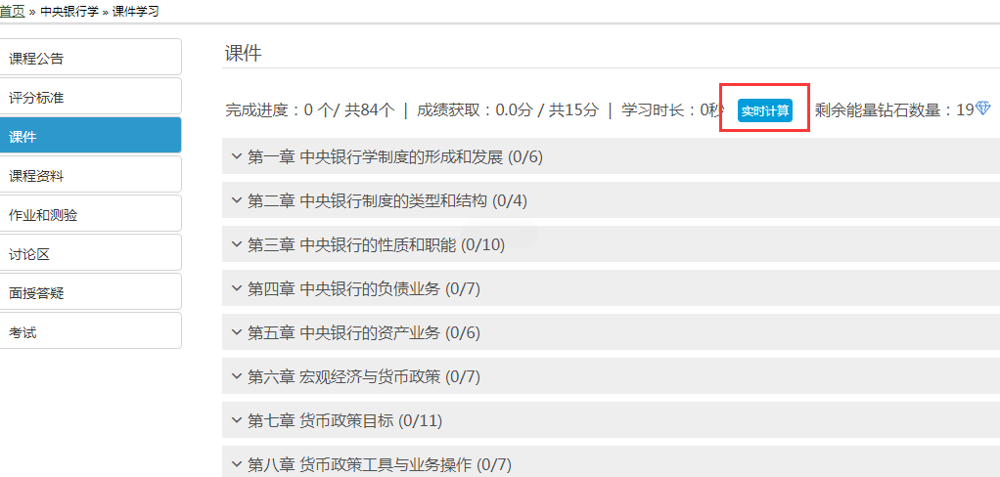 首页 » 中央银行学 » 课件学习
课程公告
评分标准
课件
课程资料
作业和测验
讨论区
面授答疑
考试
课件
完成进度：0 个/ 共84个 | 成绩获取：0.0分 / 共15分 | 学习时长：0秒 实时计算 剩余能量钻石数量：19
第一章 中央银行学制度的形成和发展 (0/6)
第二章 中央银行制度的类型和结构 (0/4)
第三章 中央银行的性质和职能 (0/10)
第四章 中央银行的负债业务 (0/7)
第五章 中央银行的资产业务 (0/6)
第六章 宏观经济与货币政策 (0/7)
第七章 货币政策目标 (0/11)
第八章 货币政策工具与业务操作 (0/7)